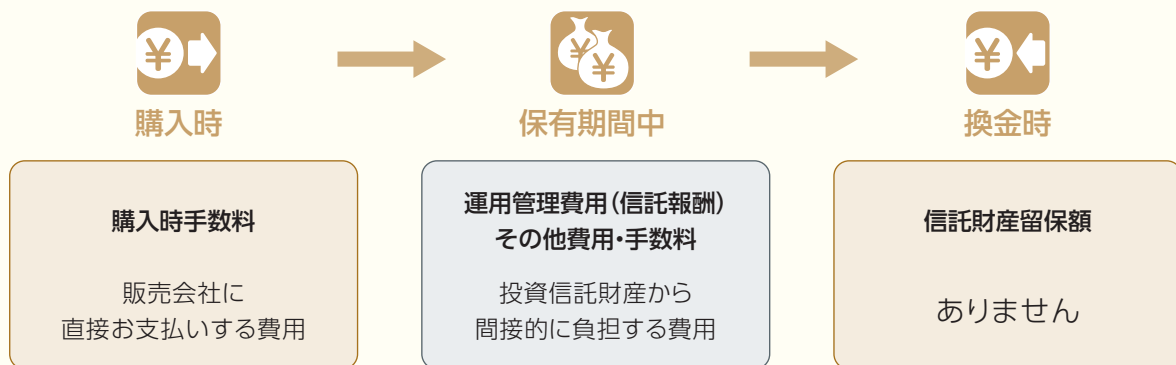 ¥
¥
¥
¥
購入時
保有期間中
換金時
購入時手数料
販売会社に
直接お支払いする費用
運用管理費用(信託報酬)
その他費用・手数料
投資信託財産から
間接的に負担する費用
信託財産留保額
ありません